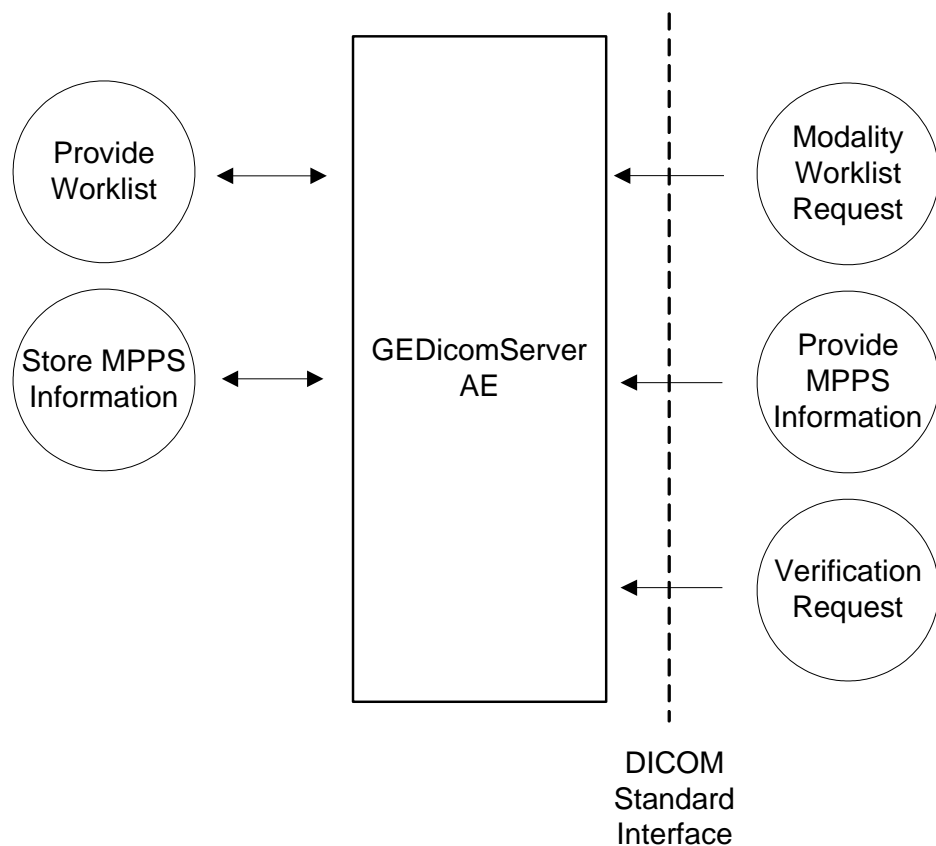 Provide
Worklist
Store MPPS
Information
GEDicomServer
AE
Modality
Worklist
Request
Provide
MPPS
Information
Verification
Request
DICOM
Standard
Interface